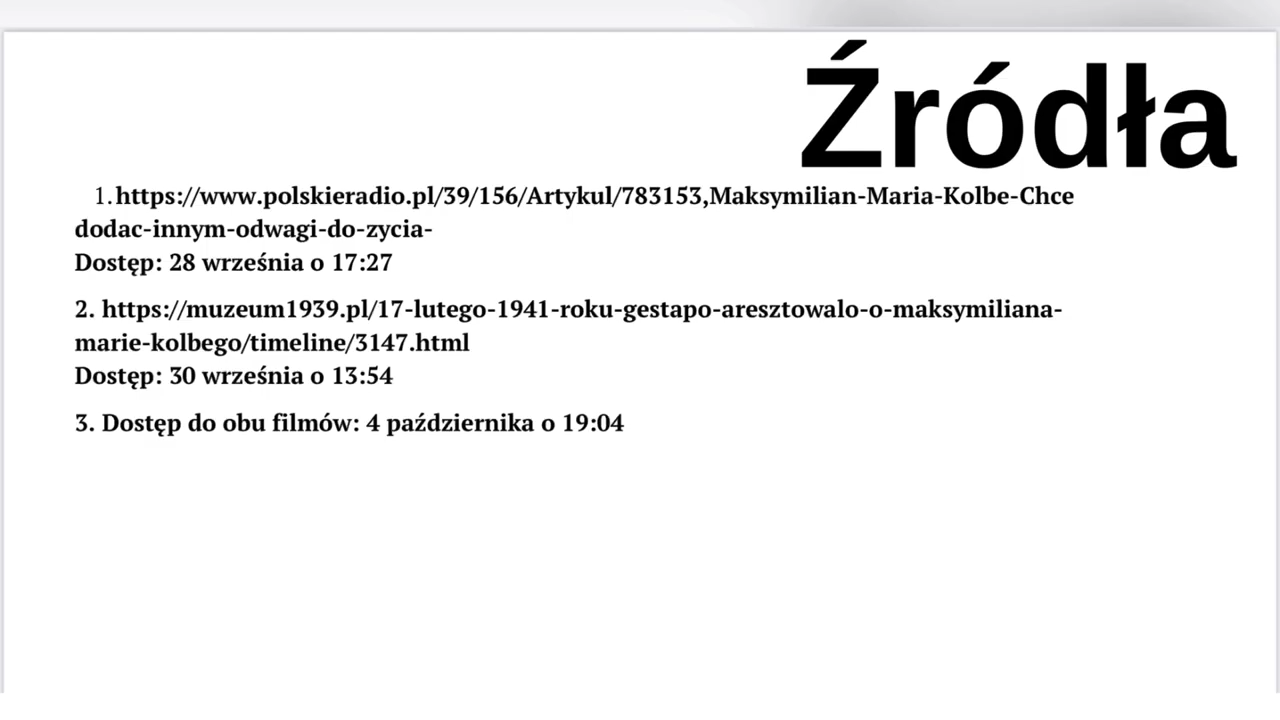 Źródła
1. https://www.polskieradio.pl/39/156/Artykul/783153,Maksymilian-Maria-Kolbe-Chce
dodac-innym-odwagi-do-zycia-
Dostęp: 28 września o 17:27
2. https://muzeum1939.pl/17-lutego-1941-roku-gestapo-aresztowalo-o-maksymiliana-
marie-kolbego/timeline/3147.html
Dostęp: 30 września o 13:54
3. Dostęp do obu filmów: 4 października o 19:04